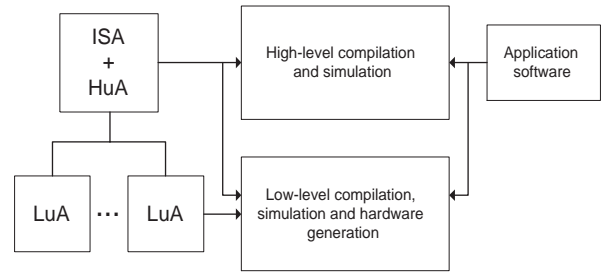 ISA
+
HuA
High-level compilation
and simulation
Application
software
LuA
...
LuA
Low-level compilation,
simulation and hardware
generation